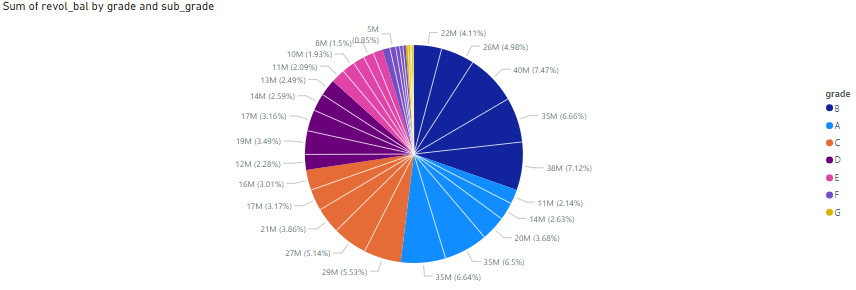 Sum of revol_bal by grade and sub_grade
22M (4.11%)
26M (4.98%)
40M (7.47%)
35M (6.66%)
38M (7.12%)
11M (2.14%)
14M (2.63%)
20M (3.68%)
35M (6.5%)
35M (6.64%)
29M (5.53%)
27M (5.14%)
21M (3.86%)
17M (3.17%)
16M (3.01%)
12M (2.28%)
19M (3.49%)
17M (3.16%)
14M (2.59%)
13M (2.49%)
11M (2.09%)
10M (1.93%)
8M (1.5%)
5M
(0.85%)
grade
B
A
C
D
E
F
G